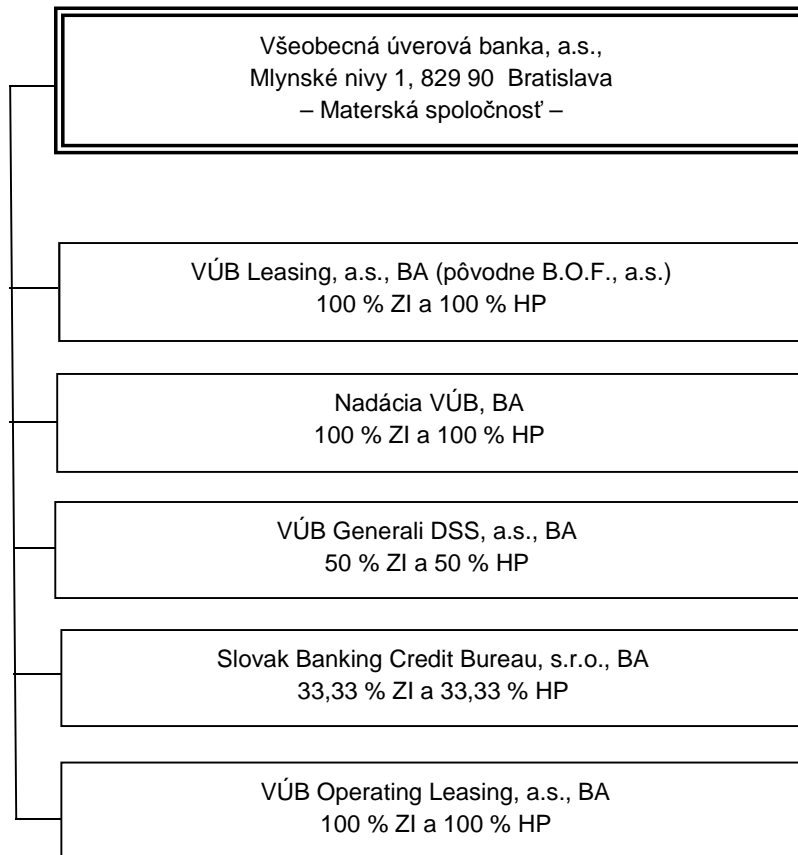 Všeobecná úverová banka, a.s.,
Mlynské nivy 1, 829 90 Bratislava
– Materská spoločnosť –
VÚB Leasing, a.s., BA (pôvodne B.O.F., a.s.)
100 % ZI a 100 % HP
Nadácia VÚB, BA
100 % ZI a 100 % HP
VÚB Generali DSS, a.s., BA
50 % ZI a 50 % HP
Slovak Banking Credit Bureau, s.r.o., BA
33,33 % ZI a 33,33 % HP
VÚB Operating Leasing, a.s., BA
100 % ZI a 100 % HP